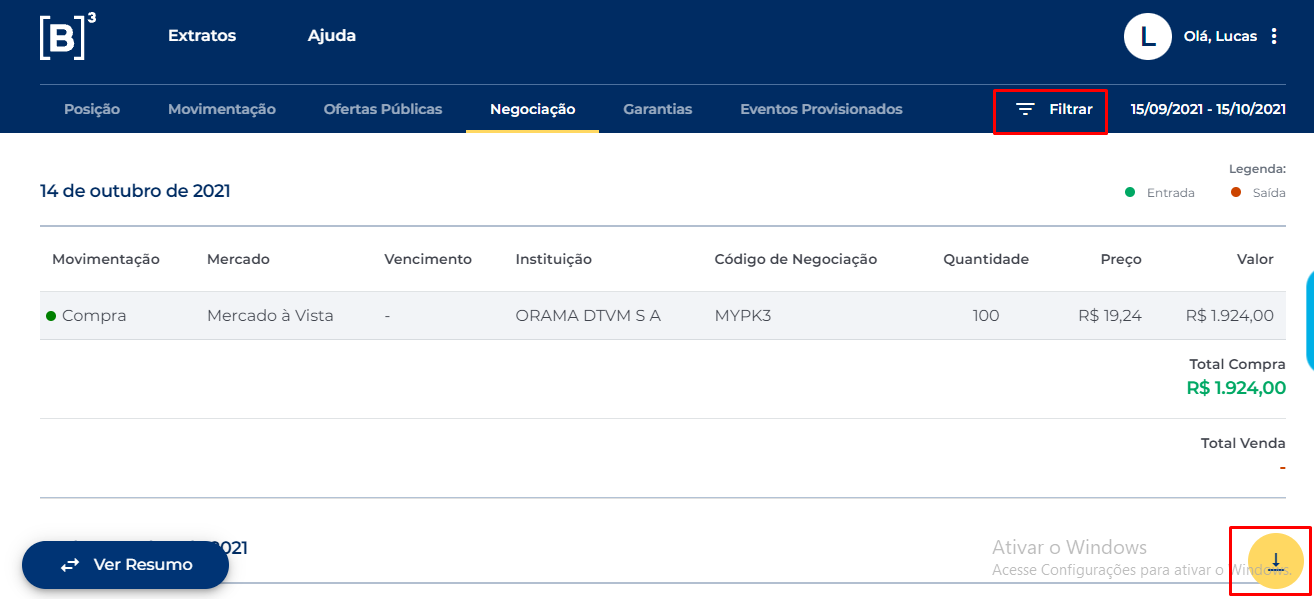 [B]³ Extratos Ajuda L Olá, Lucas
Posição Movimentação Ofertas Públicas Negociação Garantias Eventos Provisionados Filtrar 15/09/2021 - 15/10/2021
Legenda:
14 de outubro de 2021
Entrada Saída
Movimentação Mercado Vencimento Instituição Código de Negociação Quantidade Preço Valor
Compra Mercado à Vista - ORAMA DTVM S A MYPK3 100 R$ 19,24 R$ 1.924,00
Total Compra
R$ 1.924,00
Total Venda
-
2021
Ver Resumo
Ativar o Windows
Acesse Configurações para ativar o Windows.